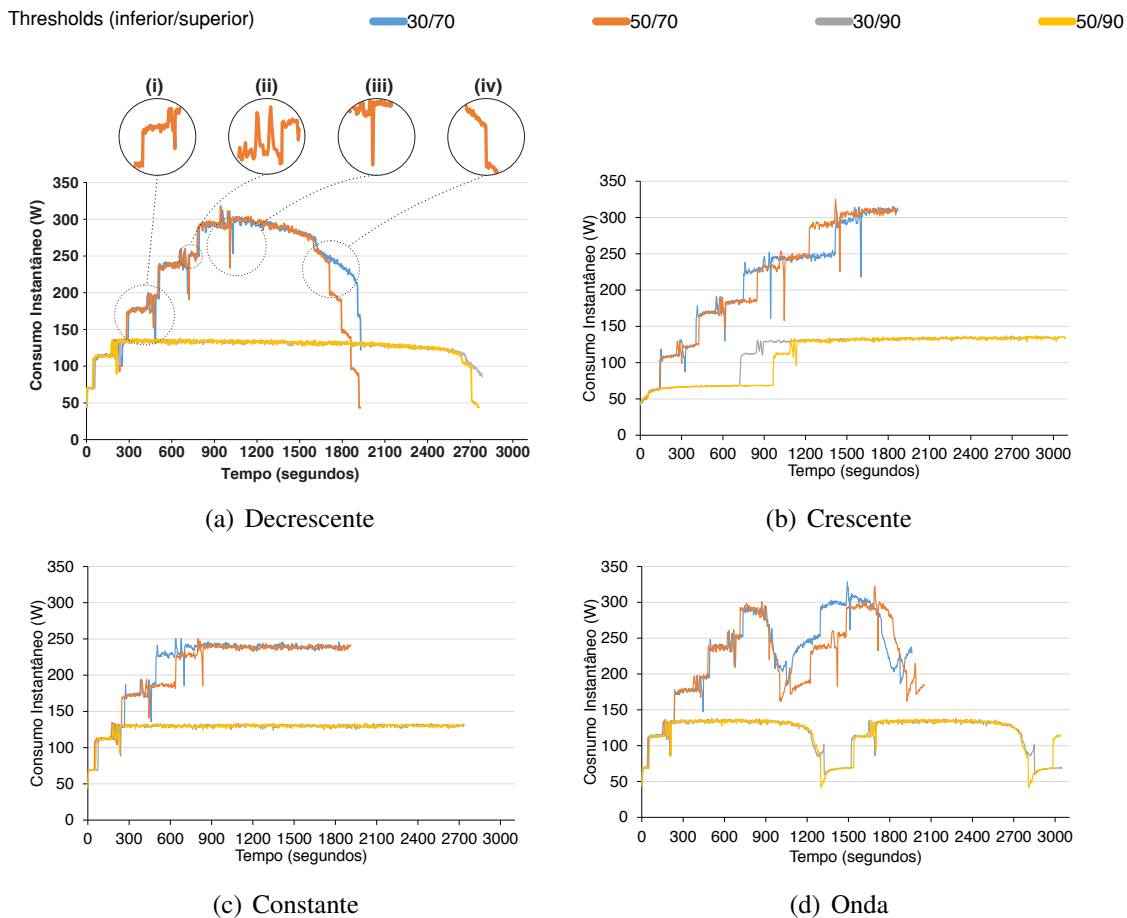 Thresholds (inferior/superior) 30/70 50/70 30/90 50/90
(i) (ii) (iii) (iv)
350
300
250
200
150
100
50
0
Consumo Instantâneo (W)
0 300 600 900 1200 1500 1800 2100 2400 2700 3000
Tempo (segundos)
(a) Decrescente
350
300
250
200
150
100
50
0
Consumo Instantâneo (W)
0 300 600 900 1200 1500 1800 2100 2400 2700 3000
Tempo (segundos)
(b) Crescente
350
300
250
200
150
100
50
0
Consumo Instantâneo (W)
0 300 600 900 1200 1500 1800 2100 2400 2700 3000
Tempo (segundos)
(c) Constante
350
300
250
200
150
100
50
0
Cosnumo Instantâneo (W)
0 300 600 900 1200 1500 1800 2100 2400 2700 3000
Tempo (segundos)
(d) Onda